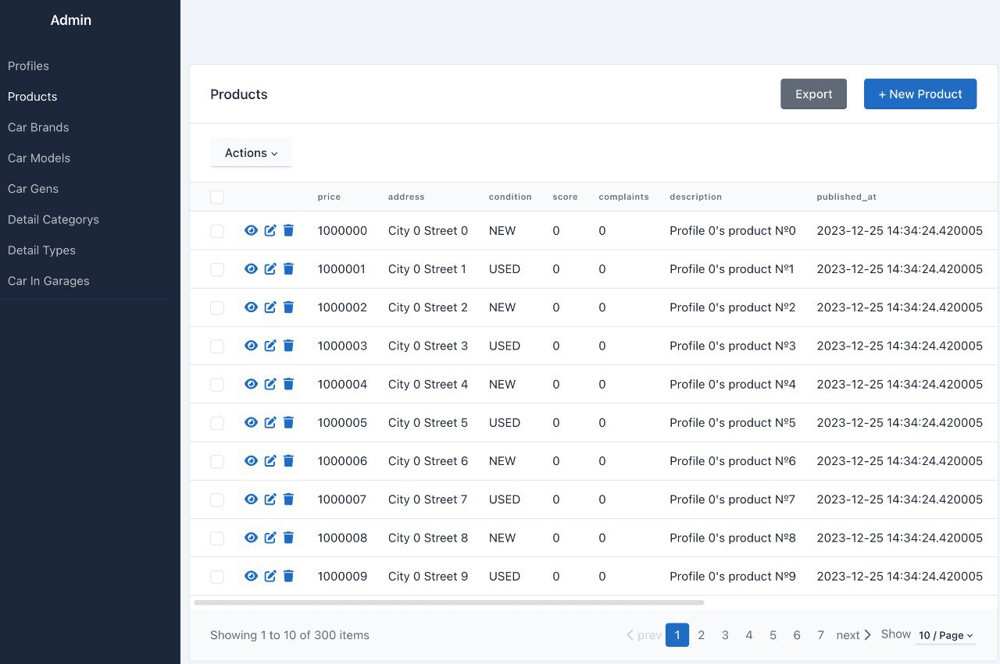 Admin
Profiles
Products
Car Brands
Car Models
Car Gens
Detail Categorys
Detail Types
Car In Garages
Products
Export
+ New Product
Actions
price address condition score complaints description published_at
1000000 City 0 Street 0 NEW 0 0 Profile 0's product №0 2023-12-25 14:34:24.420005
1000001 City 0 Street 1 USED 0 0 Profile 0's product №1 2023-12-25 14:34:24.420005
1000002 City 0 Street 2 NEW 0 0 Profile 0's product №2 2023-12-25 14:34:24.420005
1000003 City 0 Street 3 USED 0 0 Profile 0's product №3 2023-12-25 14:34:24.420005
1000004 City 0 Street 4 NEW 0 0 Profile 0's product №4 2023-12-25 14:34:24.420005
1000005 City 0 Street 5 USED 0 0 Profile 0's product №5 2023-12-25 14:34:24.420005
1000006 City 0 Street 6 NEW 0 0 Profile 0's product №6 2023-12-25 14:34:24.420005
1000007 City 0 Street 7 USED 0 0 Profile 0's product №7 2023-12-25 14:34:24.420005
1000008 City 0 Street 8 NEW 0 0 Profile 0's product №8 2023-12-25 14:34:24.420005
1000009 City 0 Street 9 USED 0 0 Profile 0's product №9 2023-12-25 14:34:24.420005
Showing 1 to 10 of 300 items
prev 1 2 3 4 5 6 7 next Show 10 / Page